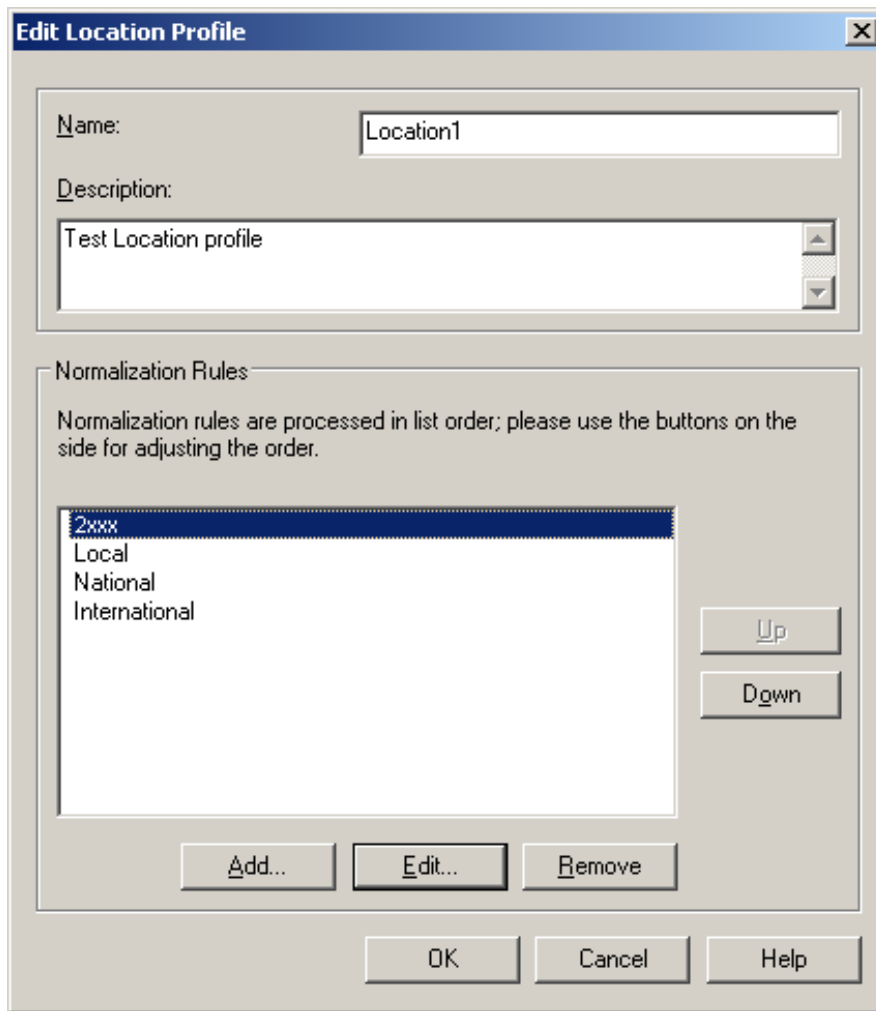 Edit Location Profile
Name:
Location1
Description:
Test Location profile
Normalization Rules
Normalization rules are processed in list order; please use the buttons on the
side for adjusting the order.
2xxx
Local
National
International
Up
Down
Add...
Edit...
Remove
OK
Cancel
Help